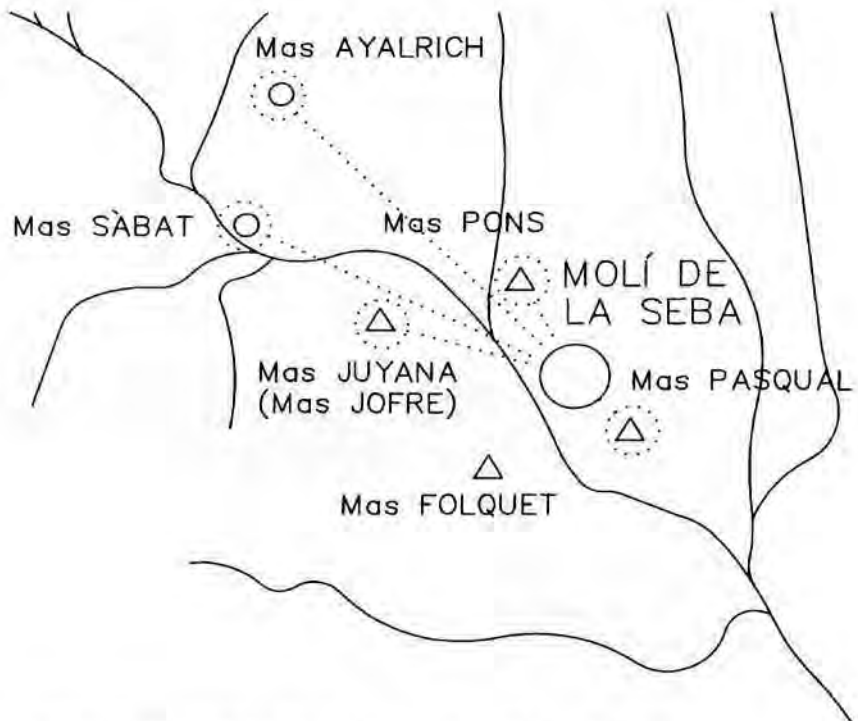 Mas AYALRICH
Mas SÀBAT
Mas PONS
MOLÍ DE
LA SEBA
Mas JUYANA
(Mas JOFRE)
Mas PASQUAL
Mas FOLQUET